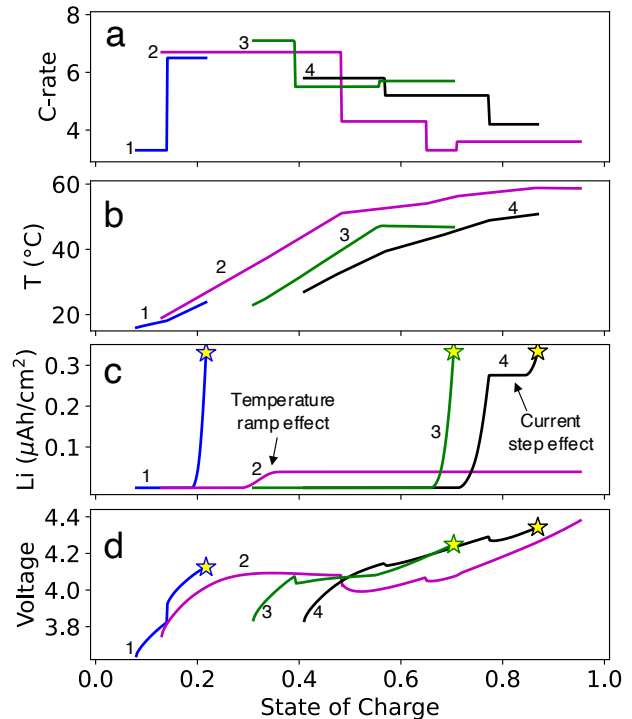 a
8
6
4
C-rate
1
2
3
4
b
60
40
20
T (°C)
1
2
3
4
c
0.3
0.2
0.1
0.0
Li (μAh/cm²)
Temperature
ramp effect
Current
step effect
1
2
3
4
d
4.4
4.2
4.0
3.8
Voltage
1
2
3
4
0.0 0.2 0.4 0.6 0.8 1.0
State of Charge